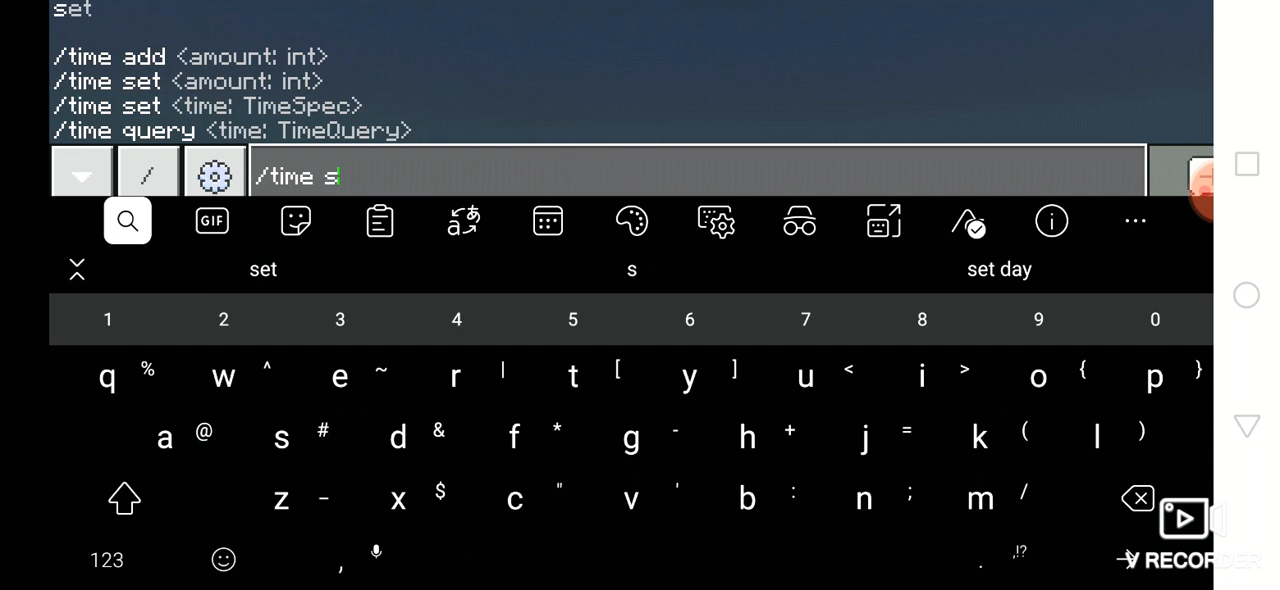 set
/time add <amount: int>
/time set <amount: int>
/time set <time: TimeSpec>
/time query <time: TimeQuery>
/ /time s
GIF
set s set day
1 2 3 4 5 6 7 8 9 0
q % w ^ e ~ r | t [ y ] u < i > o { p }
a @ s # d & f * g - h + j = k ( l )
z _ x $ c " v ' b : n ; m /
123 , . ,!?
V RECORDER